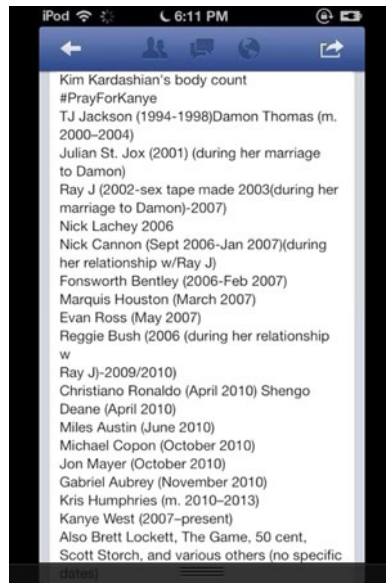 iPod 6:11 PM
Kim Kardashian's body count
#PrayForKanye
TJ Jackson (1994-1998)Damon Thomas (m.
2000–2004)
Julian St. Jox (2001) (during her marriage
to Damon)
Ray J (2002-sex tape made 2003(during her
marriage to Damon)-2007)
Nick Lachey 2006
Nick Cannon (Sept 2006-Jan 2007)(during
her relationship w/Ray J)
Fonsworth Bentley (2006-Feb 2007)
Marquis Houston (March 2007)
Evan Ross (May 2007)
Reggie Bush (2006 (during her relationship
w
Ray J)-2009/2010)
Christiano Ronaldo (April 2010) Shengo
Deane (April 2010)
Miles Austin (June 2010)
Michael Copon (October 2010)
Jon Mayer (October 2010)
Gabriel Aubrey (November 2010)
Kris Humphries (m. 2010–2013)
Kanye West (2007–present)
Also Brett Lockett, The Game, 50 cent,
Scott Storch, and various others (no specific
dates)